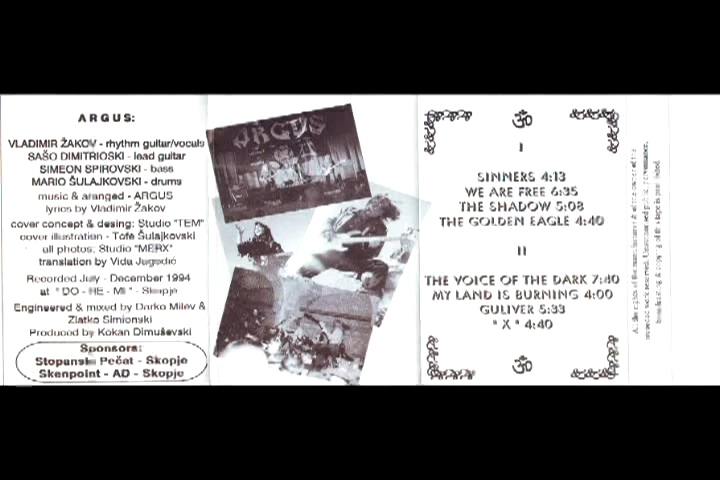 ARGUS:
VLADIMIR ŽAKOV - rhythm guitar/vocals
SAŠO DIMITRIOSKI - lead guitar
SIMEON SPIROVSKI - bass
MARIO ŠULAJKOVSKI - drums
music & aranged - ARGUS
lyrics by Vladimir Žakov
cover concept & desing: Studio "TEM"
cover illustration - Tofe Šulajkovski
all photos: Studio "MERX"
translation by Vida Jagodić
Recorded July - December 1994
at "DO - RE - MI" - Skopje
Engineered & mixed by Darko Milev &
Zlatko Simionski
Produced by Kokan Dimuševski
Sponsors:
Stopanski Pečat - Skopje
Skenpoint - AD - Skopje
ARGUS
ॐ
I
SINNERS 4:13
WE ARE FREE 6:35
THE SHADOW 5:08
THE GOLDEN EAGLE 4:40
II
THE VOICE OF THE DARK 7:40
MY LAND IS BURNING 4:00
GULIVER 5:33
" X " 4:40
ॐ